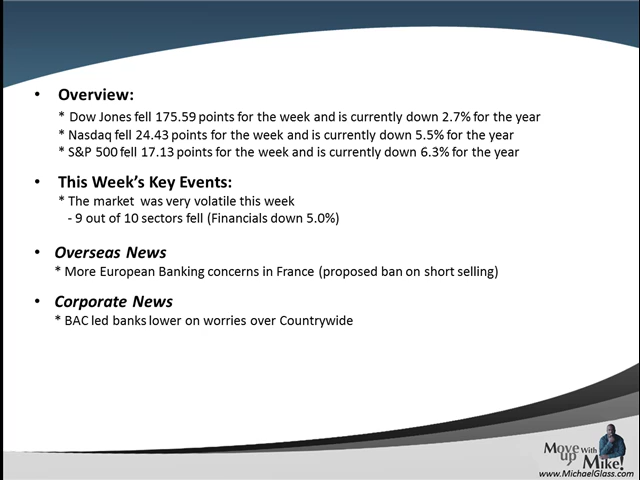 • Overview:
* Dow Jones fell 175.59 points for the week and is currently down 2.7% for the year
* Nasdaq fell 24.43 points for the week and is currently down 5.5% for the year
* S&P 500 fell 17.13 points for the week and is currently down 6.3% for the year
• This Week's Key Events:
* The market was very volatile this week
- 9 out of 10 sectors fell (Financials down 5.0%)
• Overseas News
* More European Banking concerns in France (proposed ban on short selling)
• Corporate News
* BAC led banks lower on worries over Countrywide
Move up With Mike!
www.MichaelGlass.com